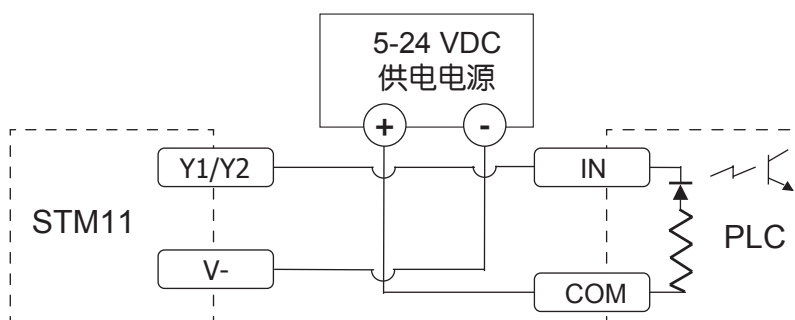 5-24 VDC
供电电源
+ -
Y1/Y2
IN
STM11
PLC
V-
COM